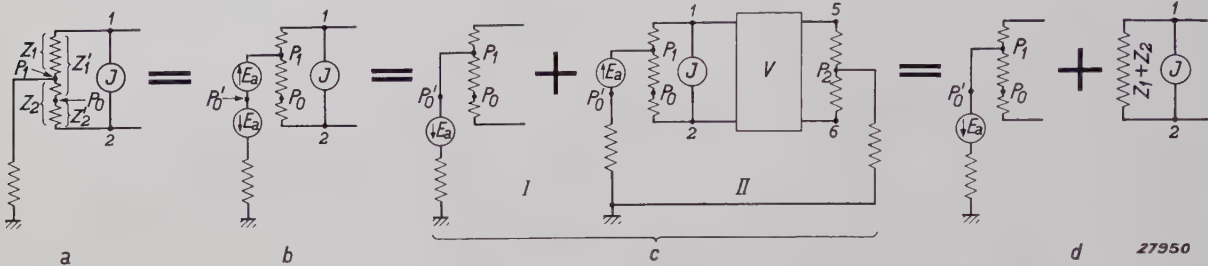 1
Z1
Z1'
P1
J
Z2
P0
Z2'
2
a
=
1
P1
Ea
J
P0'
P0
Ea
2
b
=
P1
P0'
P0
Ea
I
+
1
5
P1
Ea
J
V
P2
P0'
P0
2
6
II
c
=
P1
P0'
P0
Ea
+
1
Z1 + Z2
J
2
d
27950